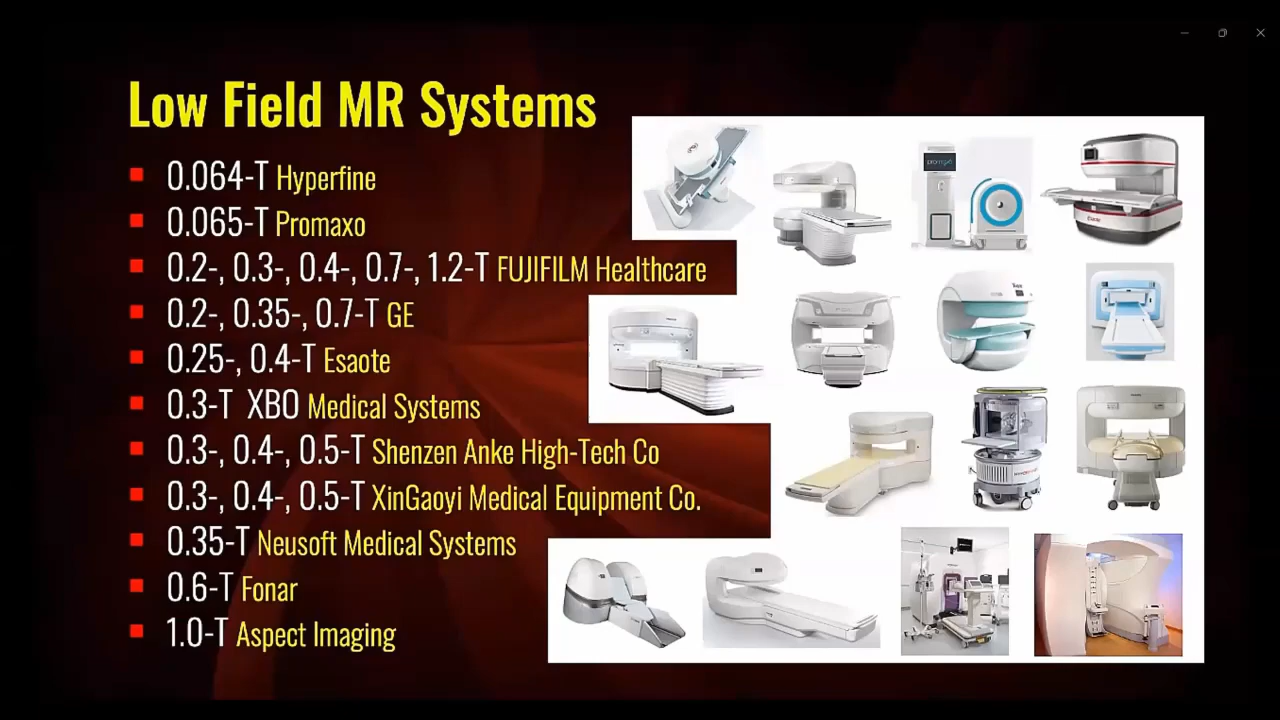 Low Field MR Systems
0.064-T Hyperfine
0.065-T Promaxo
0.2-, 0.3-, 0.4-, 0.7-, 1.2-T FUJIFILM Healthcare
0.2-, 0.35-, 0.7-T GE
0.25-, 0.4-T Esaote
0.3-T XBO Medical Systems
0.3-, 0.4-, 0.5-T Shenzen Anke High-Tech Co
0.3-, 0.4-, 0.5-T XinGaoyi Medical Equipment Co.
0.35-T Neusoft Medical Systems
0.6-T Fonar
1.0-T Aspect Imaging
promaxo